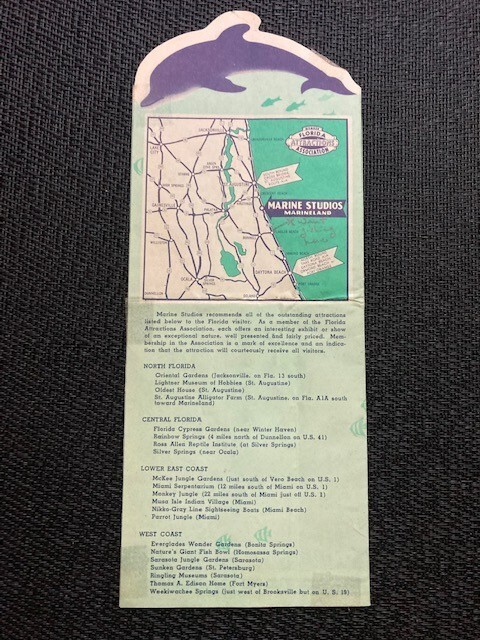 MEMBER
FLORIDA
ATTRACTIONS
ASSOCIATION
JACKSONVILLE
MARINE STUDIOS
MARINELAND
GAINESVILLE
PALATKA
OCALA
DAYTONA BEACH
Marine Studios recommends all of the outstanding attractions
listed below to the Florida visitor. As a member of the Florida
Attractions Association, each offers an interesting exhibit or show
of an exceptional nature, well presented and fairly priced. Mem-
bership in the Association is a mark of excellence and an indica-
tion that the attraction will courteously receive all visitors.
NORTH FLORIDA
Oriental Gardens (Jacksonville, on Fla. 13 south)
Lightner Museum of Hobbies (St. Augustine)
Oldest House (St. Augustine)
St. Augustine Alligator Farm (St. Augustine, on Fla. A1A south
toward Marineland)
CENTRAL FLORIDA
Florida Cypress Gardens (near Winter Haven)
Rainbow Springs (4 miles north of Dunnellon on U.S. 41)
Ross Allen Reptile Institute (at Silver Springs)
Silver Springs (near Ocala)
LOWER EAST COAST
McKee Jungle Gardens (just south of Vero Beach on U.S. 1)
Miami Serpentarium (12 miles south of Miami on U.S. 1)
Monkey Jungle (22 miles south of Miami just off U.S. 1)
Musa Isle Indian Village (Miami)
Nikko-Gray Line Sightseeing Boats (Miami Beach)
Parrot Jungle (Miami)
WEST COAST
Everglades Wonder Gardens (Bonita Springs)
Nature's Giant Fish Bowl (Homosassa Springs)
Sarasota Jungle Gardens (Sarasota)
Sunken Gardens (St. Petersburg)
Ringling Museums (Sarasota)
Thomas A. Edison Home (Fort Myers)
Weekiwachee Springs (just west of Brooksville but on U. S. 19)